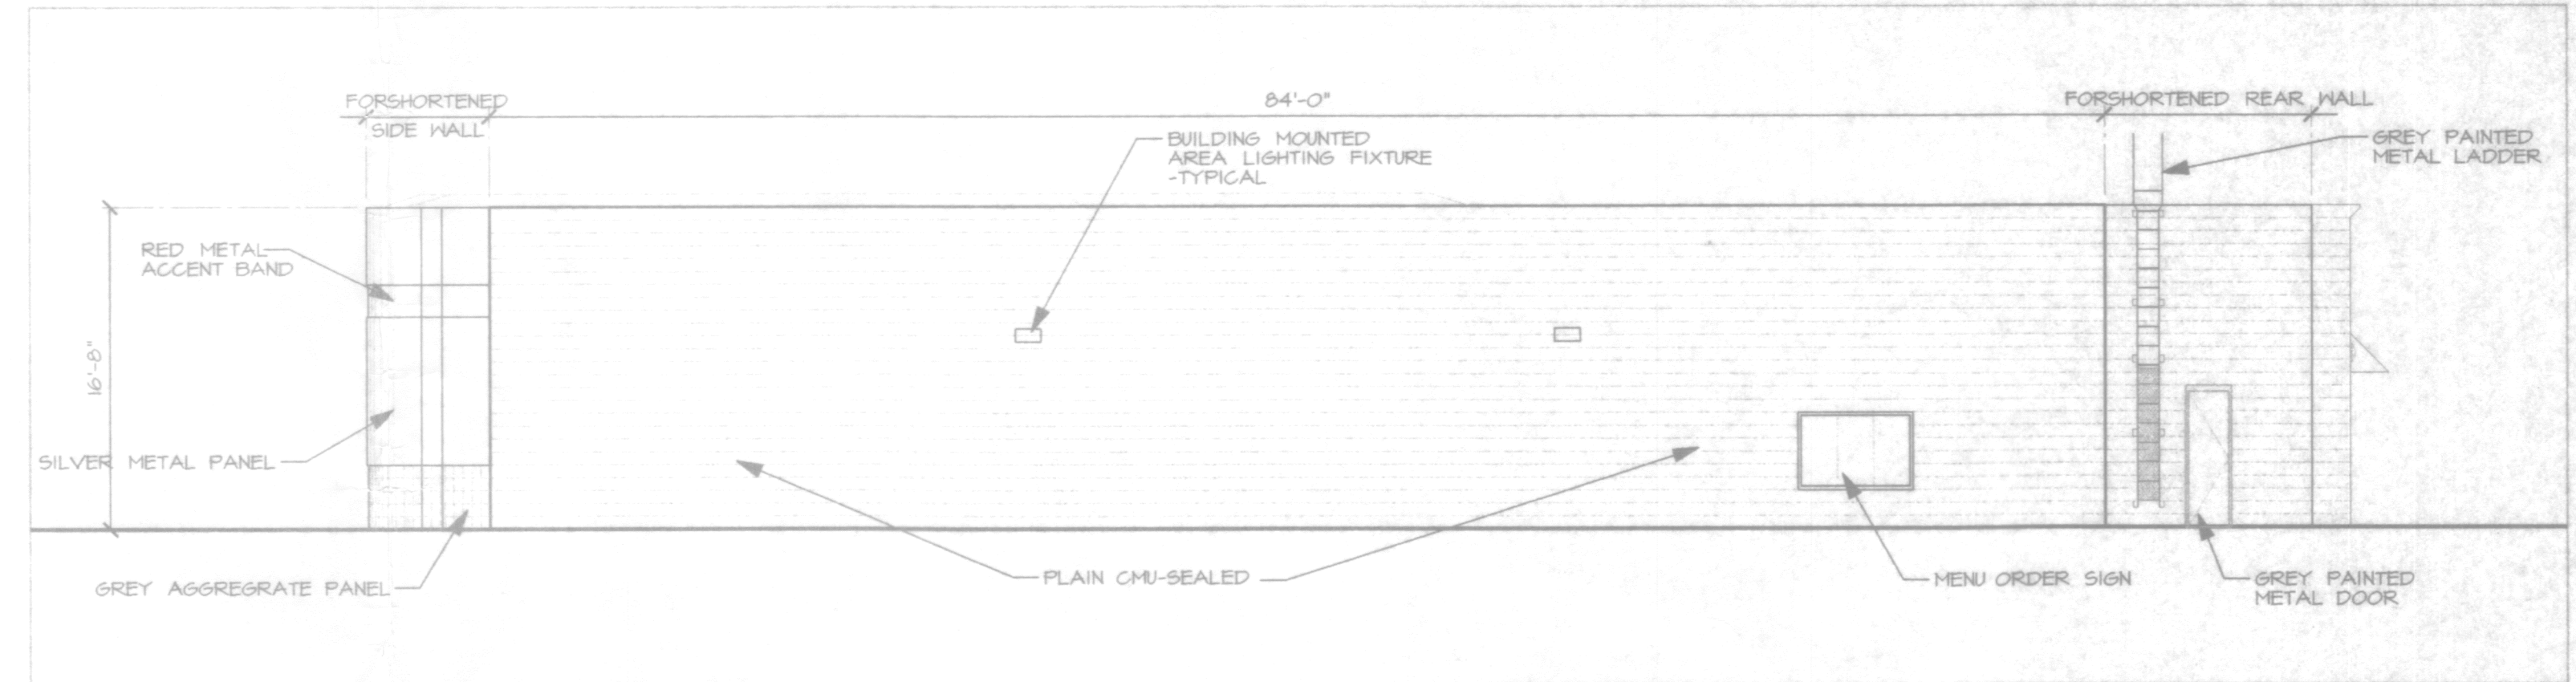 FORSHORTENED
SIDE WALL
84'-0"
FORSHORTENED REAR WALL
BUILDING MOUNTED
AREA LIGHTING FIXTURE
-TYPICAL
GREY PAINTED
METAL LADDER
RED METAL
ACCENT BAND
16'-8"
SILVER METAL PANEL
GREY AGGREGRATE PANEL
PLAIN CMU-SEALED
MENU ORDER SIGN
GREY PAINTED
METAL DOOR